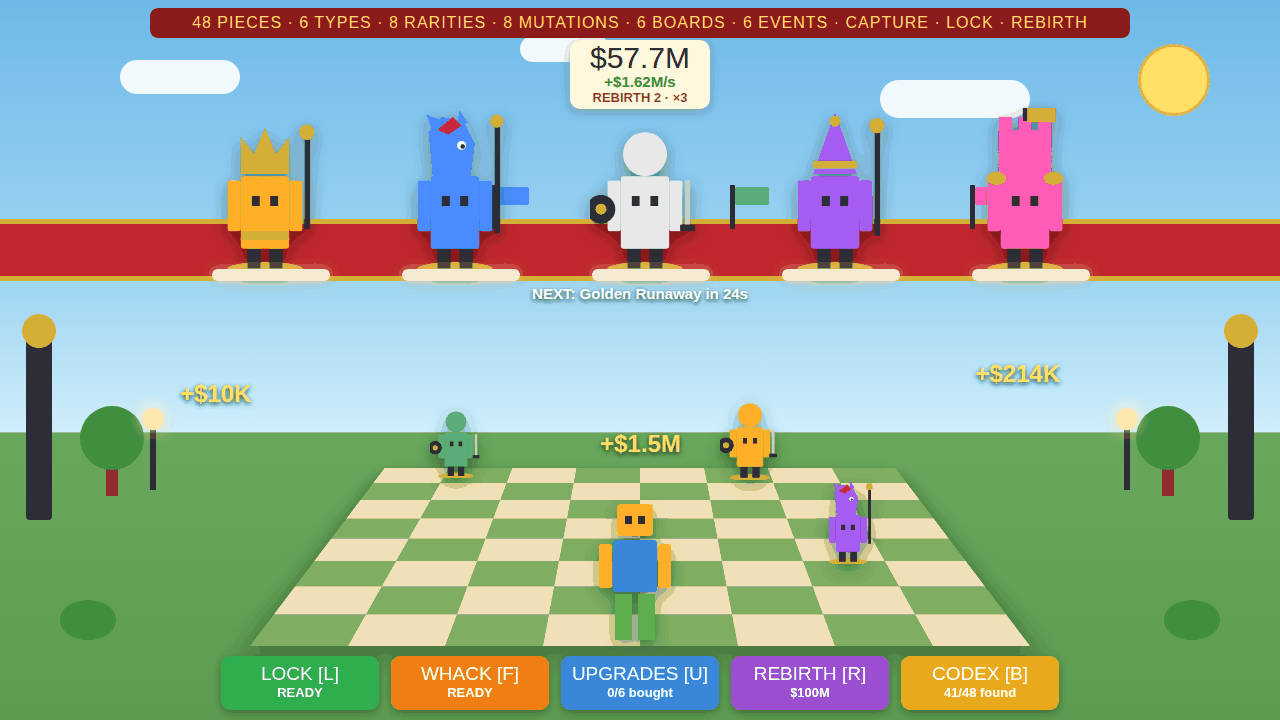 48 PIECES · 6 TYPES · 8 RARITIES · 8 MUTATIONS · 6 BOARDS · 6 EVENTS · CAPTURE · LOCK · REBIRTH
$57.7M
+$1.62M/s
REBIRTH 2 · ×3
NEXT: Golden Runaway in 24s
+$10K
+$214K
+$1.5M
LOCK [L]
READY
WHACK [F]
READY
UPGRADES [U]
0/6 bought
REBIRTH [R]
$100M
CODEX [B]
41/48 found